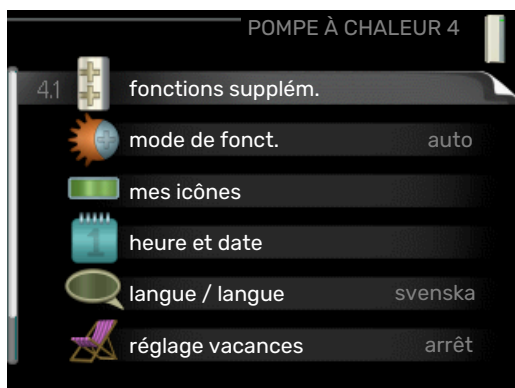 POMPE À CHALEUR 4
4.1 fonctions supplém.
mode de fonct. auto
mes icônes
1
heure et date
langue / langue svenska
réglage vacances arrêt